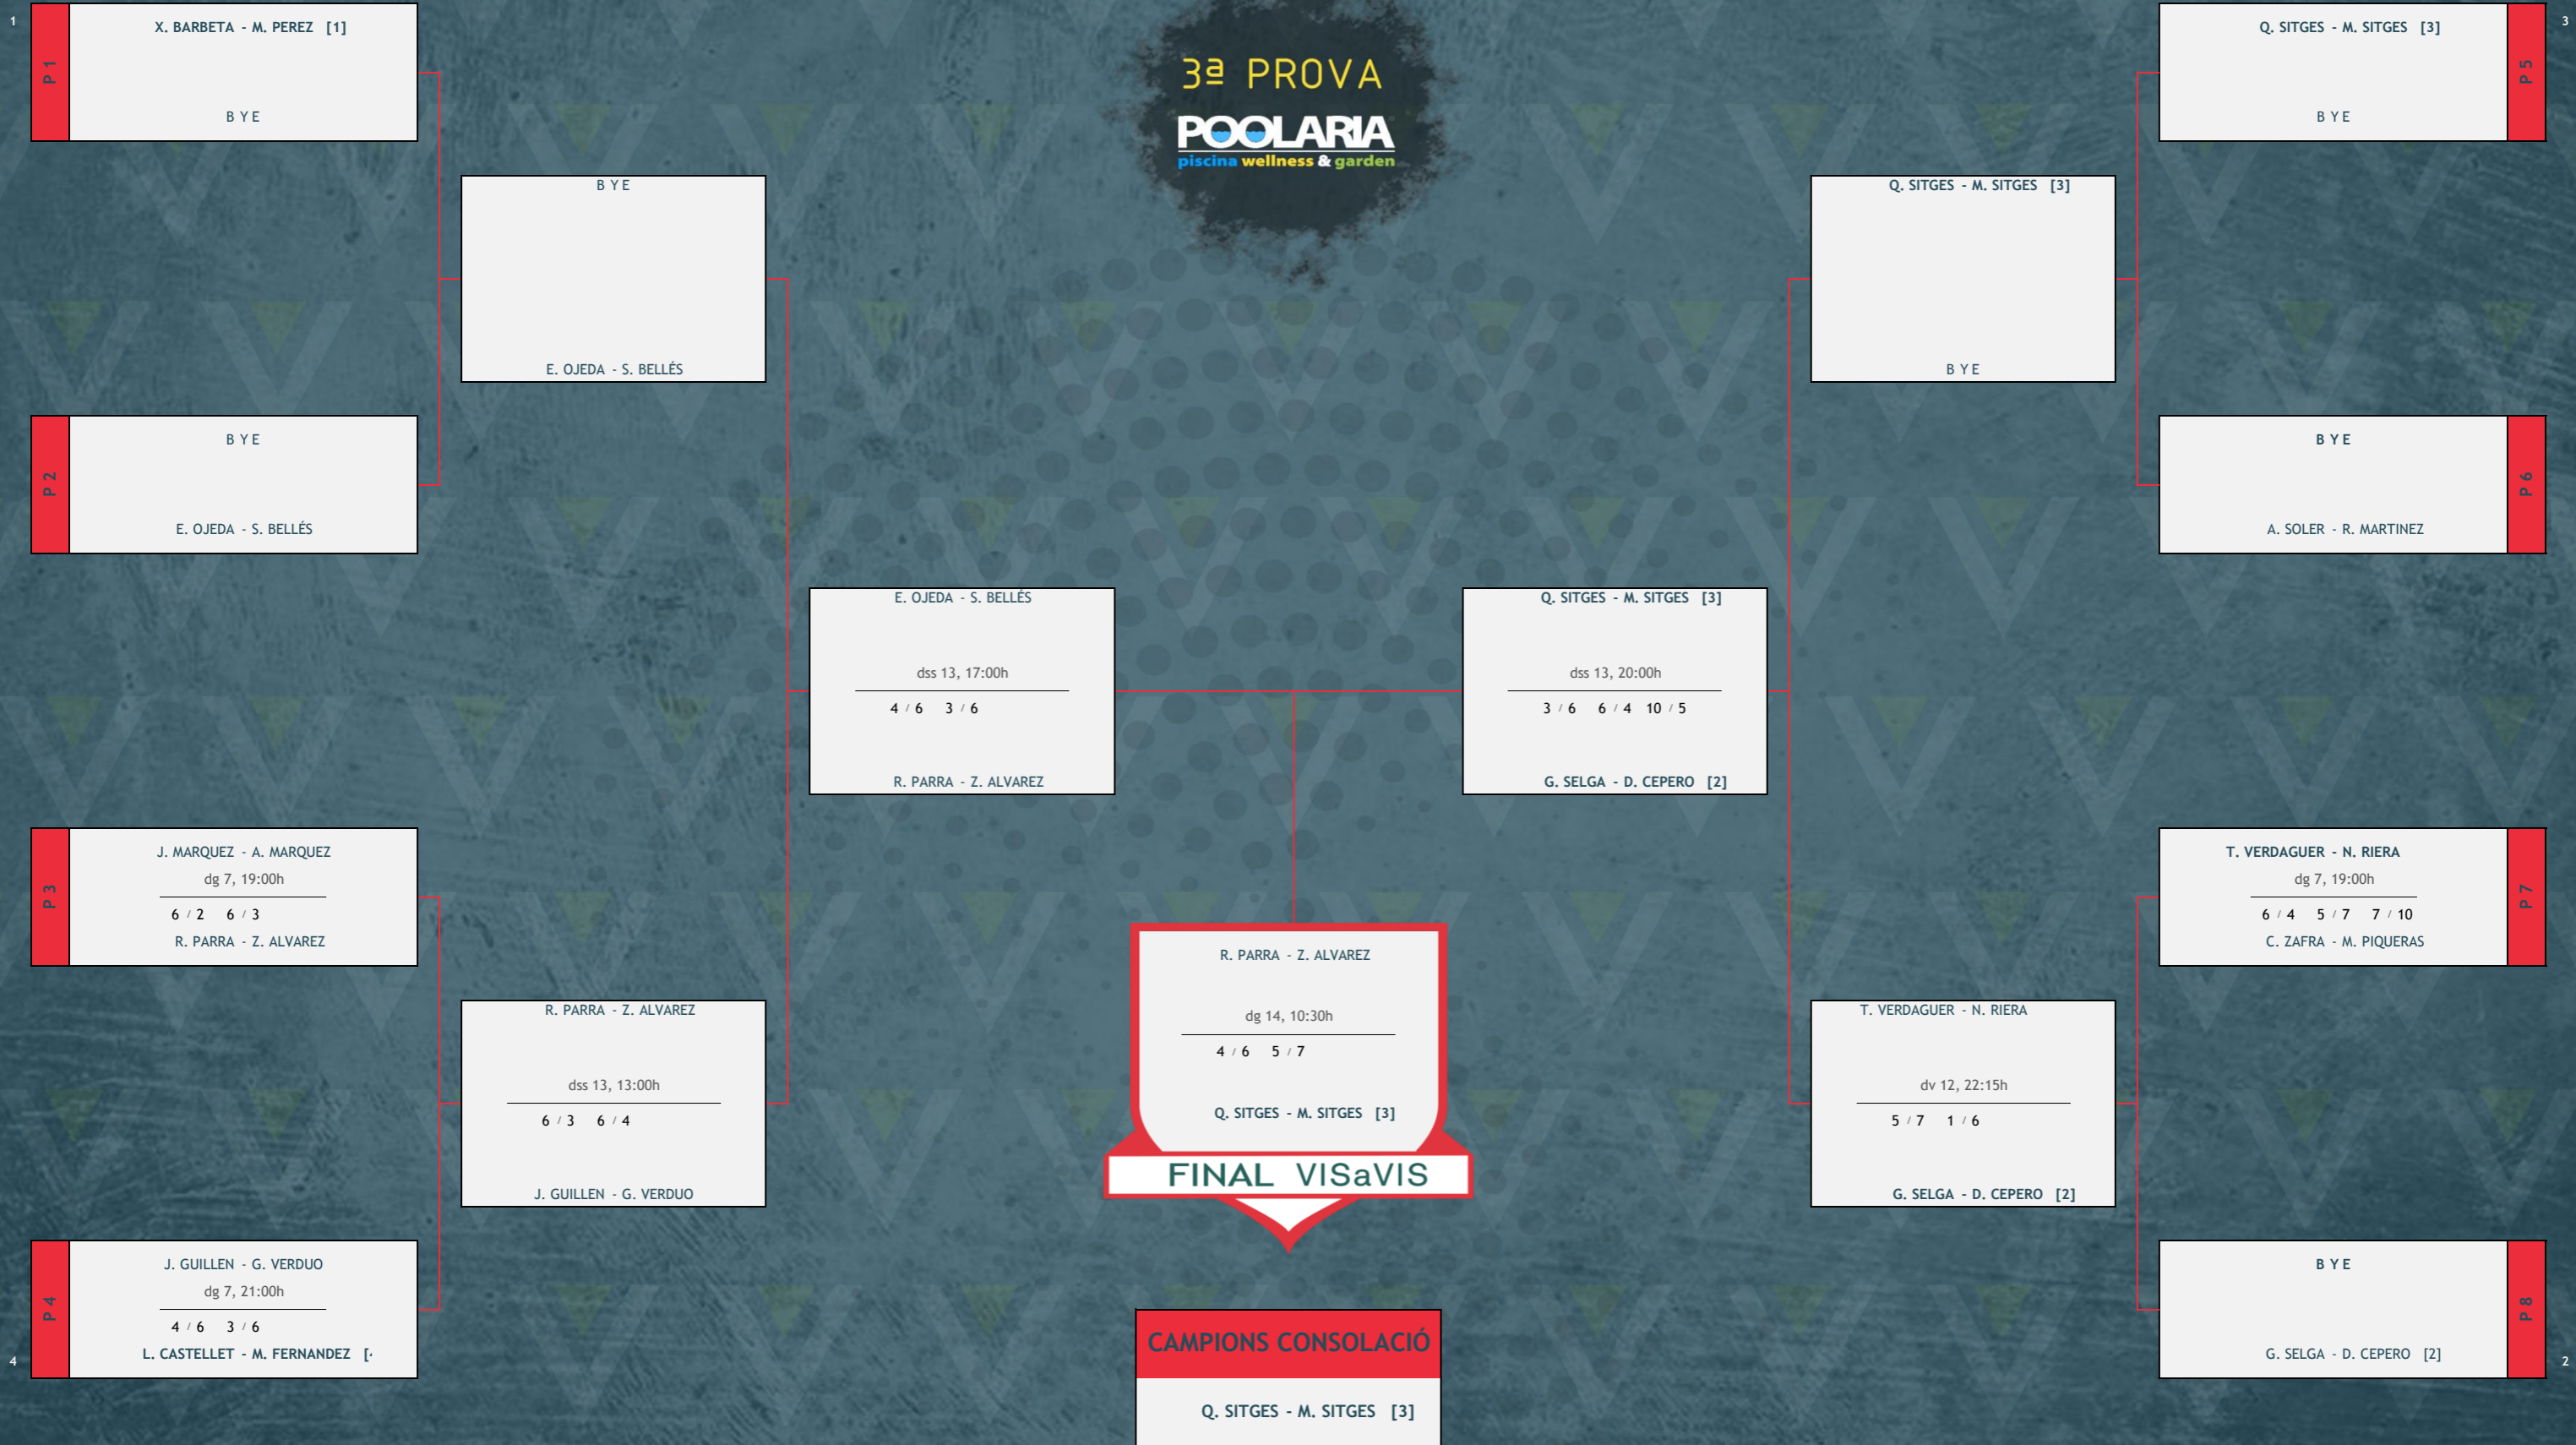 1
P 1
X. BARBETA - M. PEREZ [1]
B Y E
P 2
B Y E
E. OJEDA - S. BELLÉS
P 3
J. MARQUEZ - A. MARQUEZ
dg 7, 19:00h
6 / 2 6 / 3
R. PARRA - Z. ALVAREZ
P 4
J. GUILLEN - G. VERDUO
dg 7, 21:00h
4 / 6 3 / 6
L. CASTELLET - M. FERNANDEZ
4
B Y E
E. OJEDA - S. BELLÉS
R. PARRA - Z. ALVAREZ
dss 13, 13:00h
6 / 3 6 / 4
J. GUILLEN - G. VERDUO
E. OJEDA - S. BELLÉS
dss 13, 17:00h
4 / 6 3 / 6
R. PARRA - Z. ALVAREZ
3ª PROVA
POOLARIA
piscina wellness & garden
R. PARRA - Z. ALVAREZ
dg 14, 10:30h
4 / 6 5 / 7
Q. SITGES - M. SITGES [3]
FINAL VISaVIS
CAMPIONS CONSOLACIÓ
Q. SITGES - M. SITGES [3]
Q. SITGES - M. SITGES [3]
dss 13, 20:00h
3 / 6 6 / 4 10 / 5
G. SELGA - D. CEPERO [2]
Q. SITGES - M. SITGES [3]
B Y E
T. VERDAGUER - N. RIERA
dv 12, 22:15h
5 / 7 1 / 6
G. SELGA - D. CEPERO [2]
3
P 5
Q. SITGES - M. SITGES [3]
B Y E
P 6
B Y E
A. SOLER - R. MARTINEZ
P 7
T. VERDAGUER - N. RIERA
dg 7, 19:00h
6 / 4 5 / 7 7 / 10
C. ZAFRA - M. PIQUERAS
P 8
B Y E
G. SELGA - D. CEPERO [2]
2